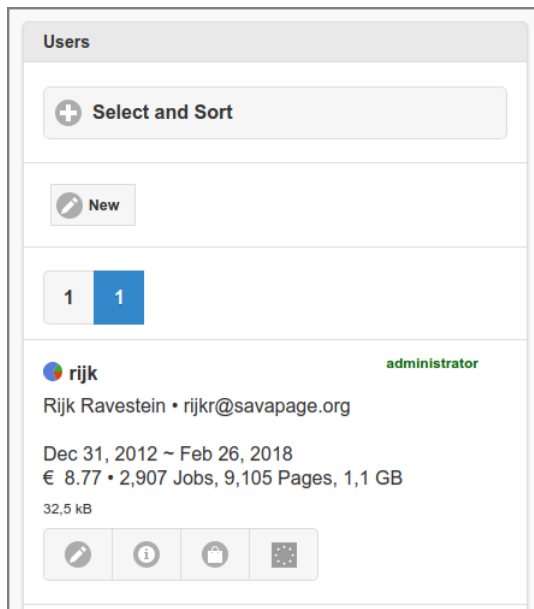 Users
Select and Sort
New
1 1
rijk administrator
Rijk Ravestein • rijkr@savapage.org
Dec 31, 2012 ~ Feb 26, 2018
€ 8.77 • 2,907 Jobs, 9,105 Pages, 1,1 GB
32,5 kB